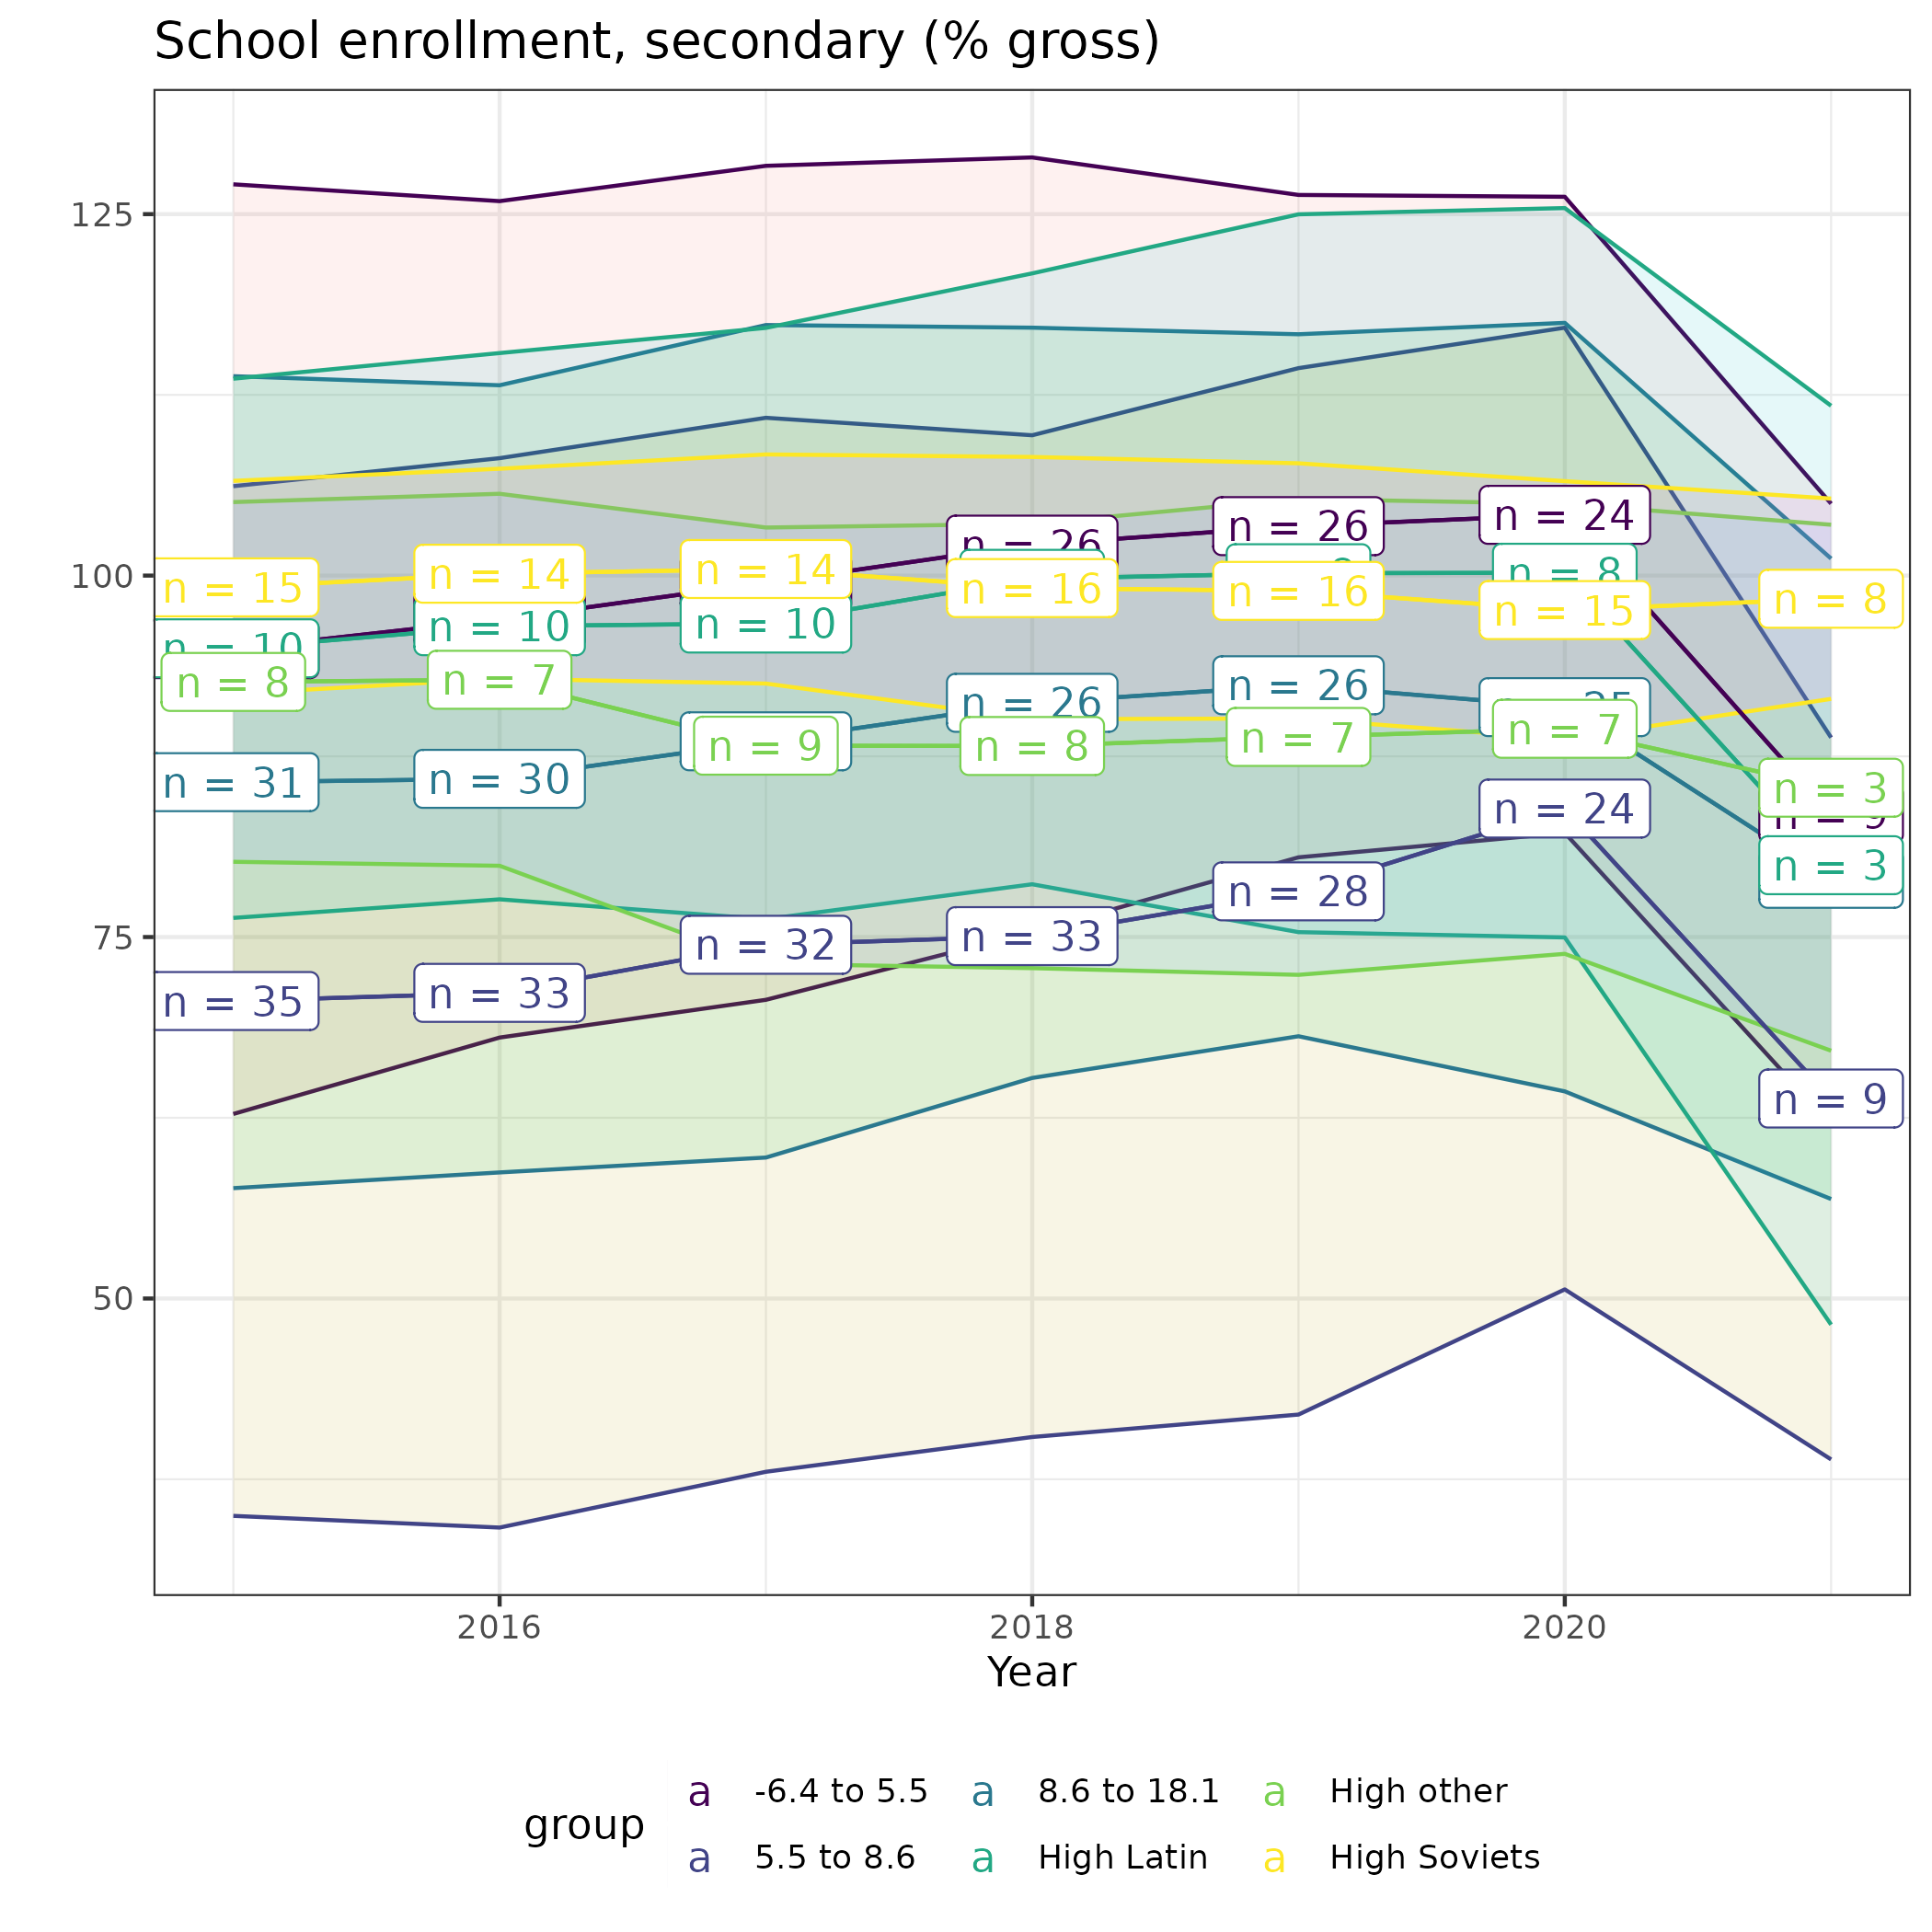 School enrollment, secondary (% gross)
125
100
75
50
n = 15
n = 10
n = 8
n = 31
n = 35
n = 14
n = 10
n = 7
n = 30
n = 33
n = 14
n = 10
n = 9
n = 32
n = 26
n = 16
n = 26
n = 8
n = 33
n = 26
n = 16
n = 26
n = 7
n = 28
n = 24
n = 8
n = 15
n = 7
n = 24
n = 8
n = 3
n = 9
n = 3
n = 9
2016
2018
2020
Year
group
a -6.4 to 5.5
a 8.6 to 18.1
a High other
a 5.5 to 8.6
a High Latin
a High Soviets